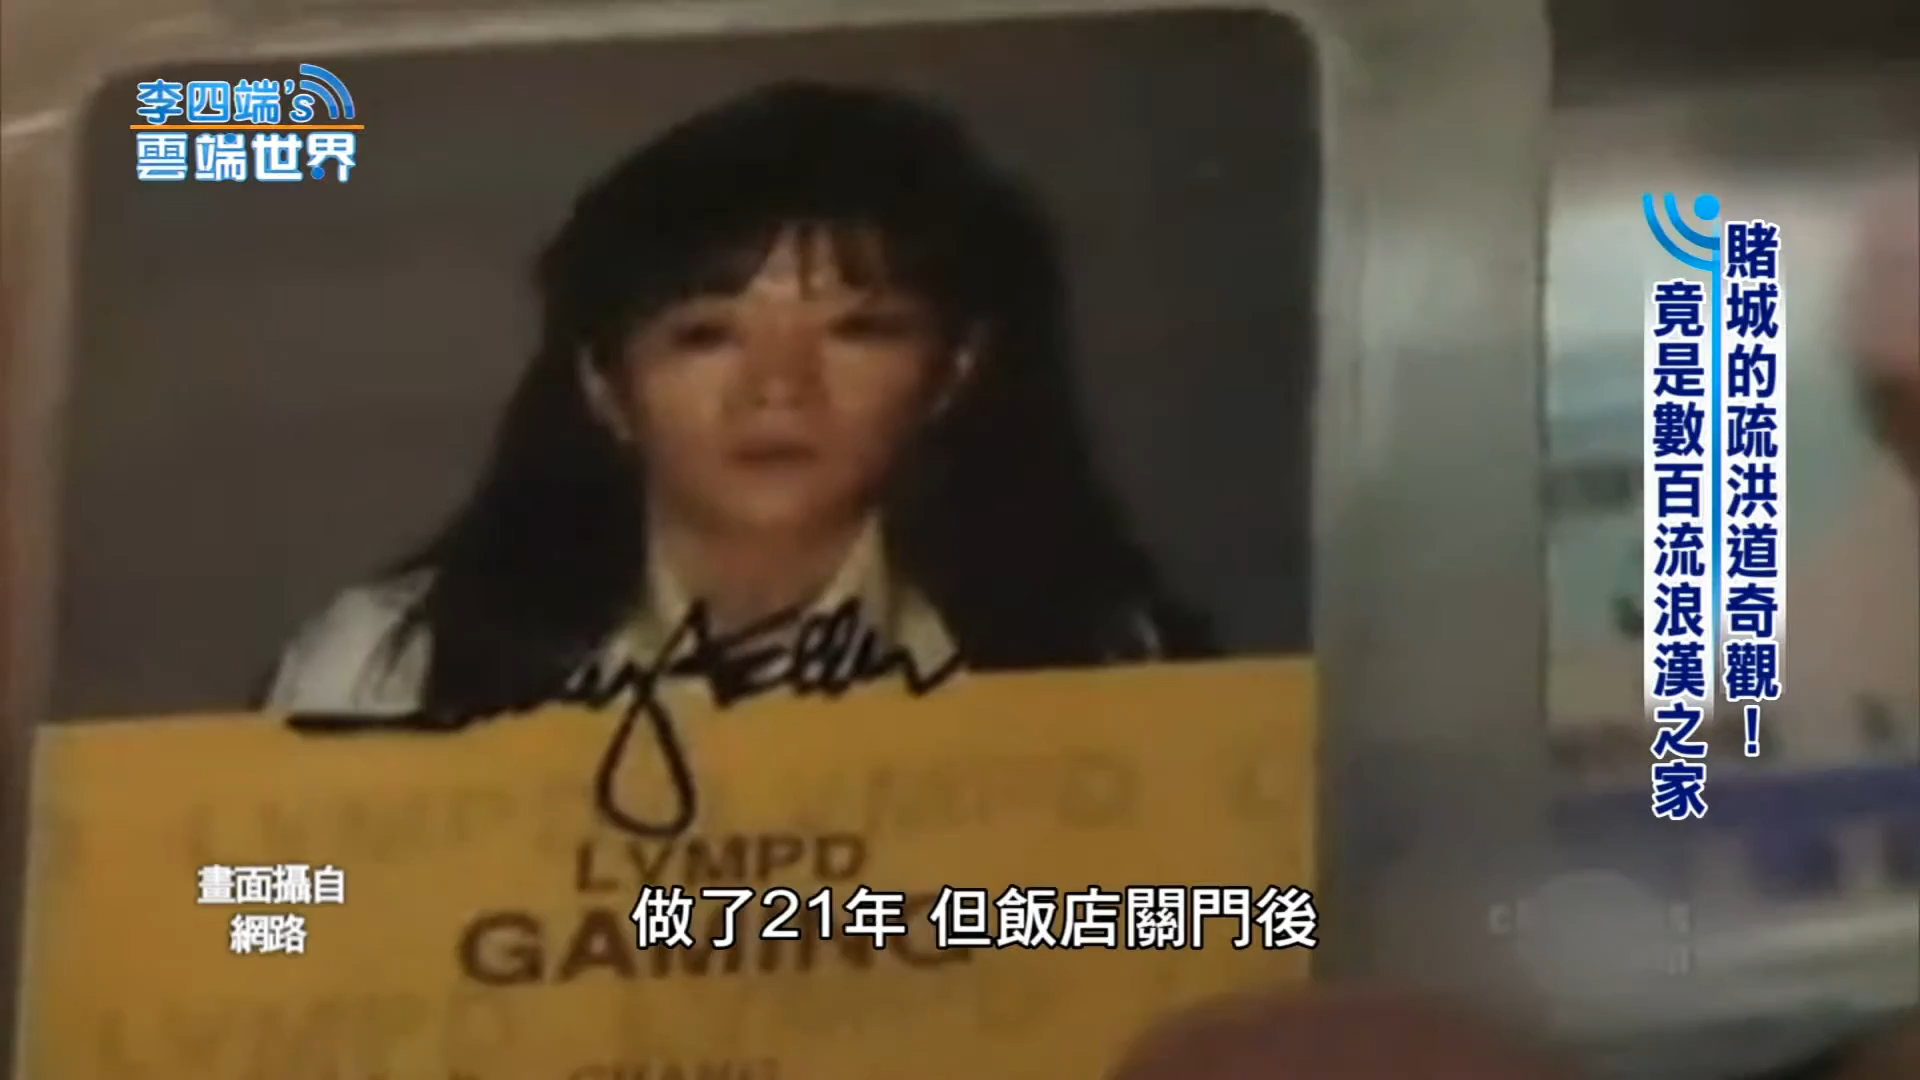 李四端's
雲端世界
賭城的疏洪道奇觀！
竟是數百流浪漢之家
LVMPD
GAMING
CHANG
畫面攝自
網路
做了21年 但飯店關門後